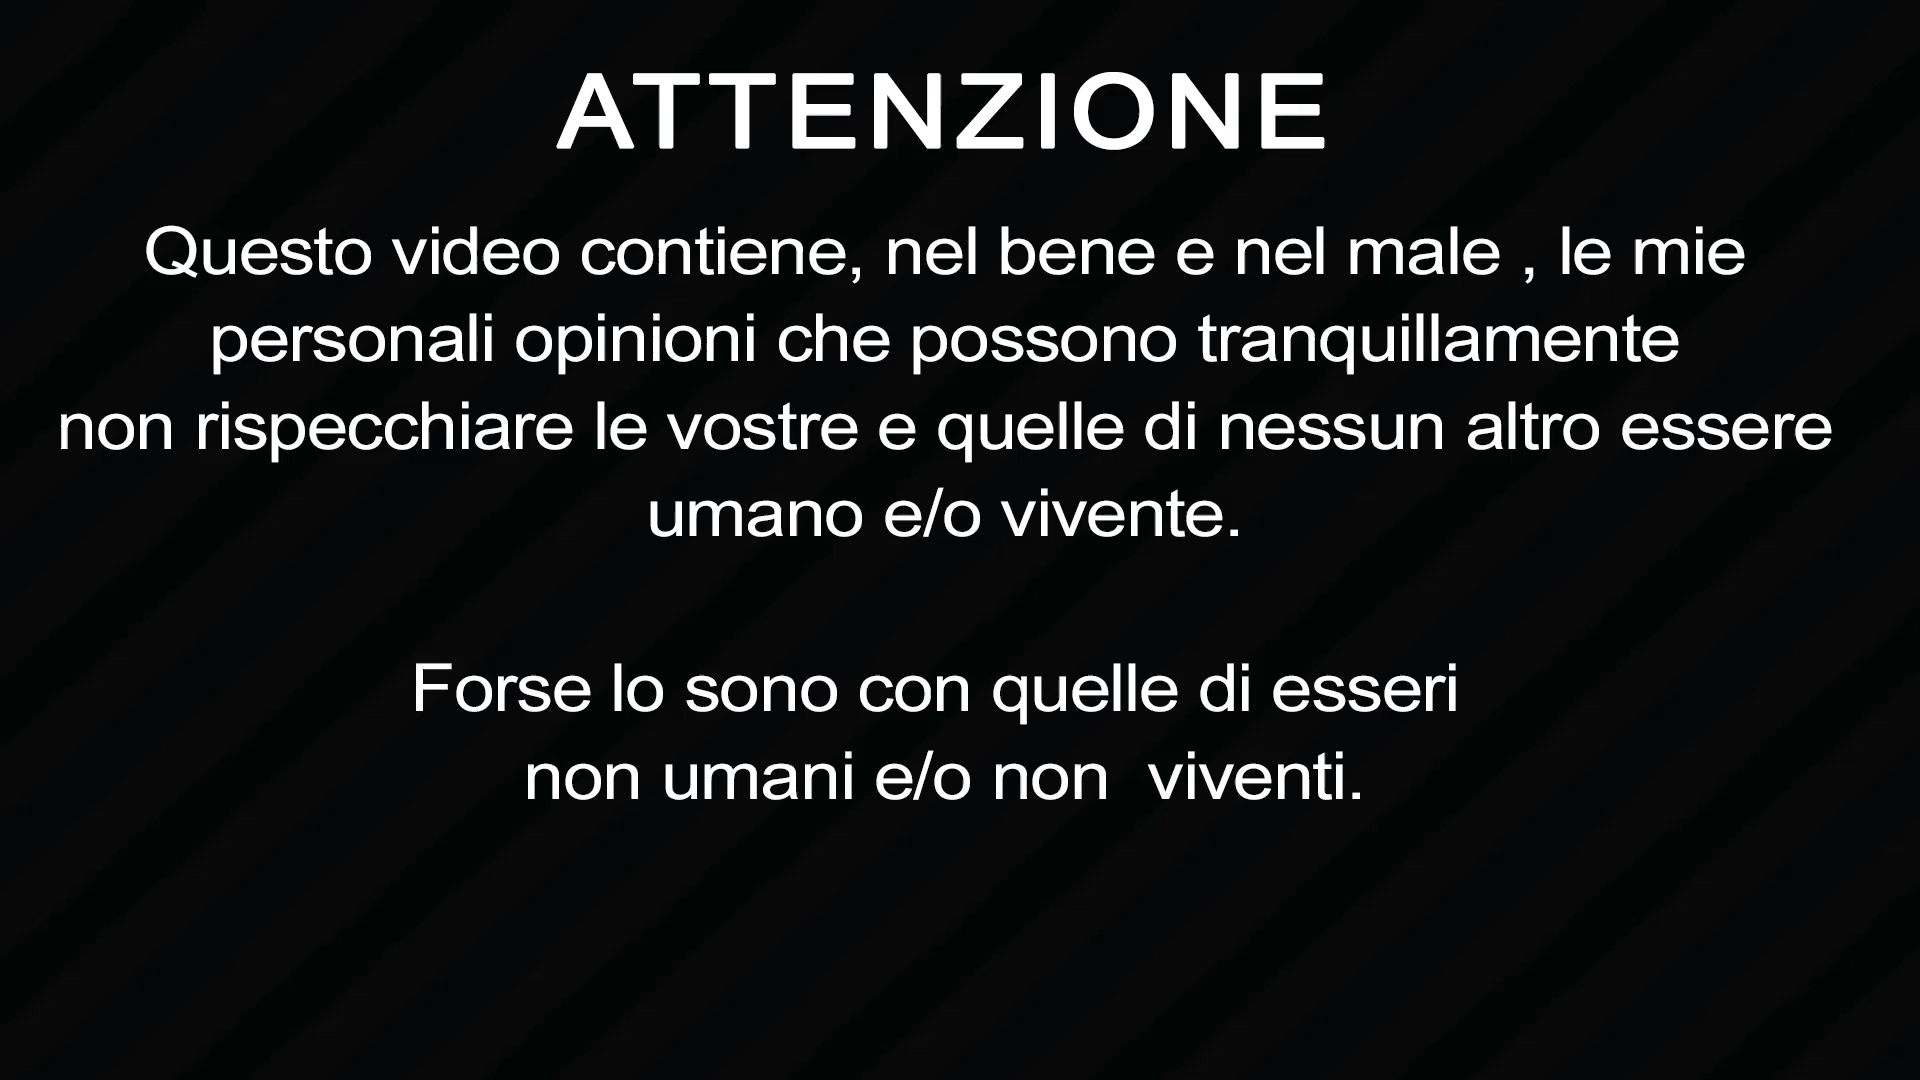 ATTENZIONE
Questo video contiene, nel bene e nel male , le mie
personali opinioni che possono tranquillamente
non rispecchiare le vostre e quelle di nessun altro essere
umano e/o vivente.
Forse lo sono con quelle di esseri
non umani e/o non  viventi.